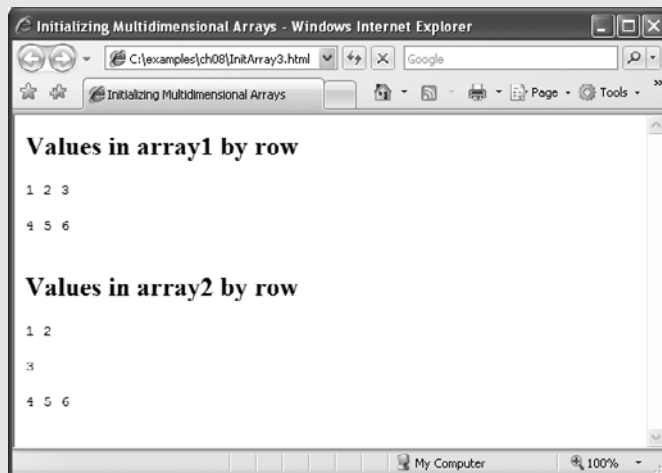 Initializing Multidimensional Arrays - Windows Internet Explorer
C:\examples\ch08\InitArray3.html
Google
Initializing Multidimensional Arrays
Page
Tools
»
Values in array1 by row
1 2 3
4 5 6
Values in array2 by row
1 2
3
4 5 6
My Computer
100%